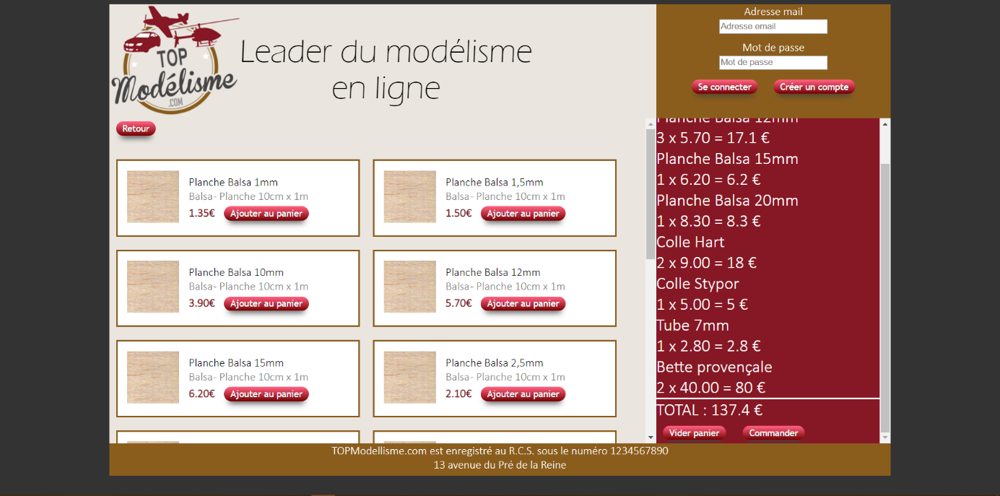 TOP
Modélisme
.COM
Leader du modélisme
en ligne
Adresse mail
Adresse email
Mot de passe
Mot de passe
Se connecter
Créer un compte
Retour
Planche Balsa 1mm
Balsa- Planche 10cm x 1m
1.35€ Ajouter au panier
Planche Balsa 1,5mm
Balsa- Planche 10cm x 1m
1.50€ Ajouter au panier
Planche Balsa 10mm
Balsa- Planche 10cm x 1m
3.90€ Ajouter au panier
Planche Balsa 12mm
Balsa- Planche 10cm x 1m
5.70€ Ajouter au panier
Planche Balsa 15mm
Balsa- Planche 10cm x 1m
6.20€ Ajouter au panier
Planche Balsa 2,5mm
Balsa- Planche 10cm x 1m
2.10€ Ajouter au panier
Planche Balsa 12mm
3 x 5.70 = 17.1 €
Planche Balsa 15mm
1 x 6.20 = 6.2 €
Planche Balsa 20mm
1 x 8.30 = 8.3 €
Colle Hart
2 x 9.00 = 18 €
Colle Stypor
1 x 5.00 = 5 €
Tube 7mm
1 x 2.80 = 2.8 €
Bette provençale
2 x 40.00 = 80 €
TOTAL : 137.4 €
Vider panier
Commander
TOPModellisme.com est enregistré au R.C.S. sous le numéro 1234567890
13 avenue du Pré de la Reine